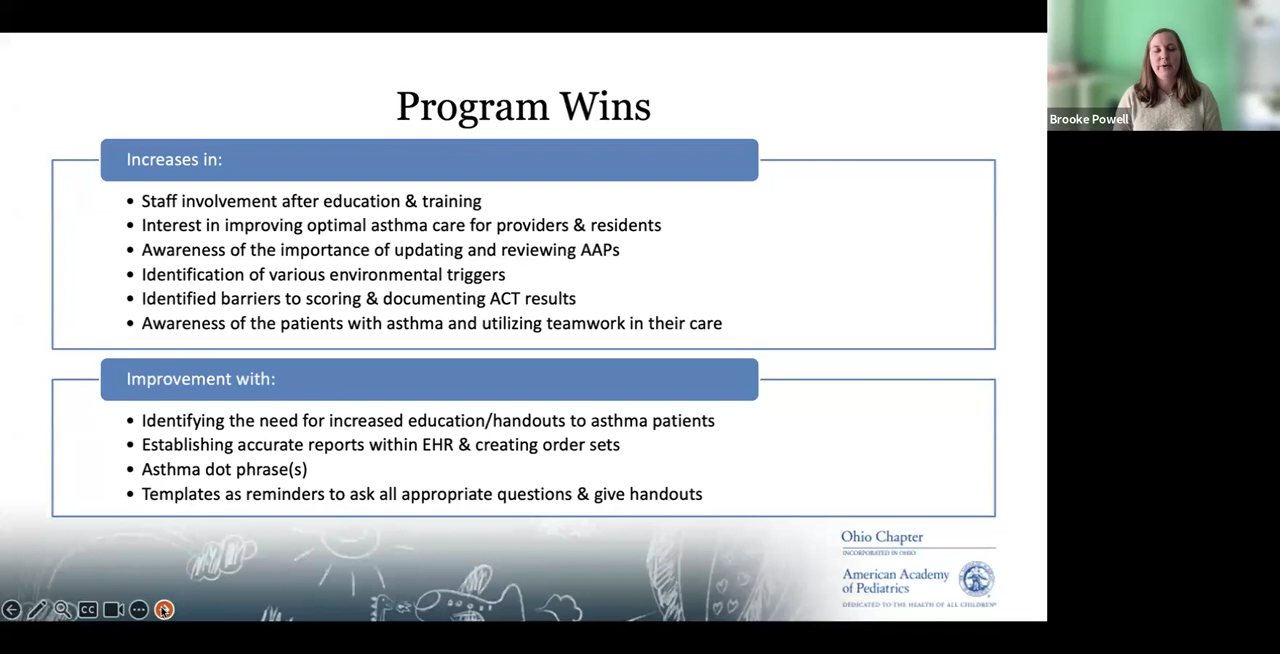 Program Wins
Increases in:
• Staff involvement after education & training
• Interest in improving optimal asthma care for providers & residents
• Awareness of the importance of updating and reviewing AAPs
• Identification of various environmental triggers
• Identified barriers to scoring & documenting ACT results
• Awareness of the patients with asthma and utilizing teamwork in their care
Improvement with:
• Identifying the need for increased education/handouts to asthma patients
• Establishing accurate reports within EHR & creating order sets
• Asthma dot phrase(s)
• Templates as reminders to ask all appropriate questions & give handouts
Ohio Chapter
INCORPORATED IN OHIO
American Academy
of Pediatrics
DEDICATED TO THE HEALTH OF ALL CHILDREN®
CC
Brooke Powell